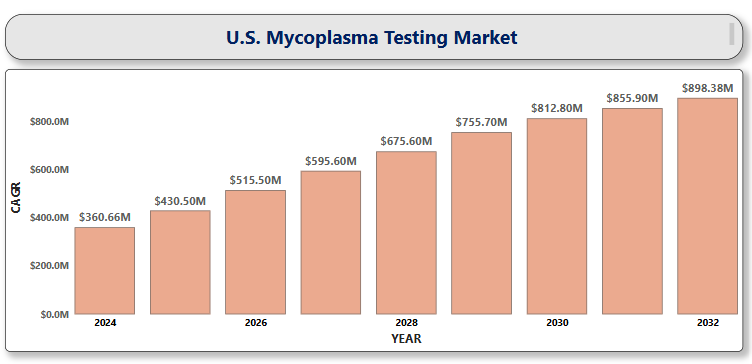 U.S. Mycoplasma Testing Market
$898.38M
$855.90M
$812.80M
$755.70M
$675.60M
$595.60M
$515.50M
$430.50M
$360.66M
$800.0M
$600.0M
$400.0M
$200.0M
$0.0M
CAGR
2024 2026 2028 2030 2032
YEAR